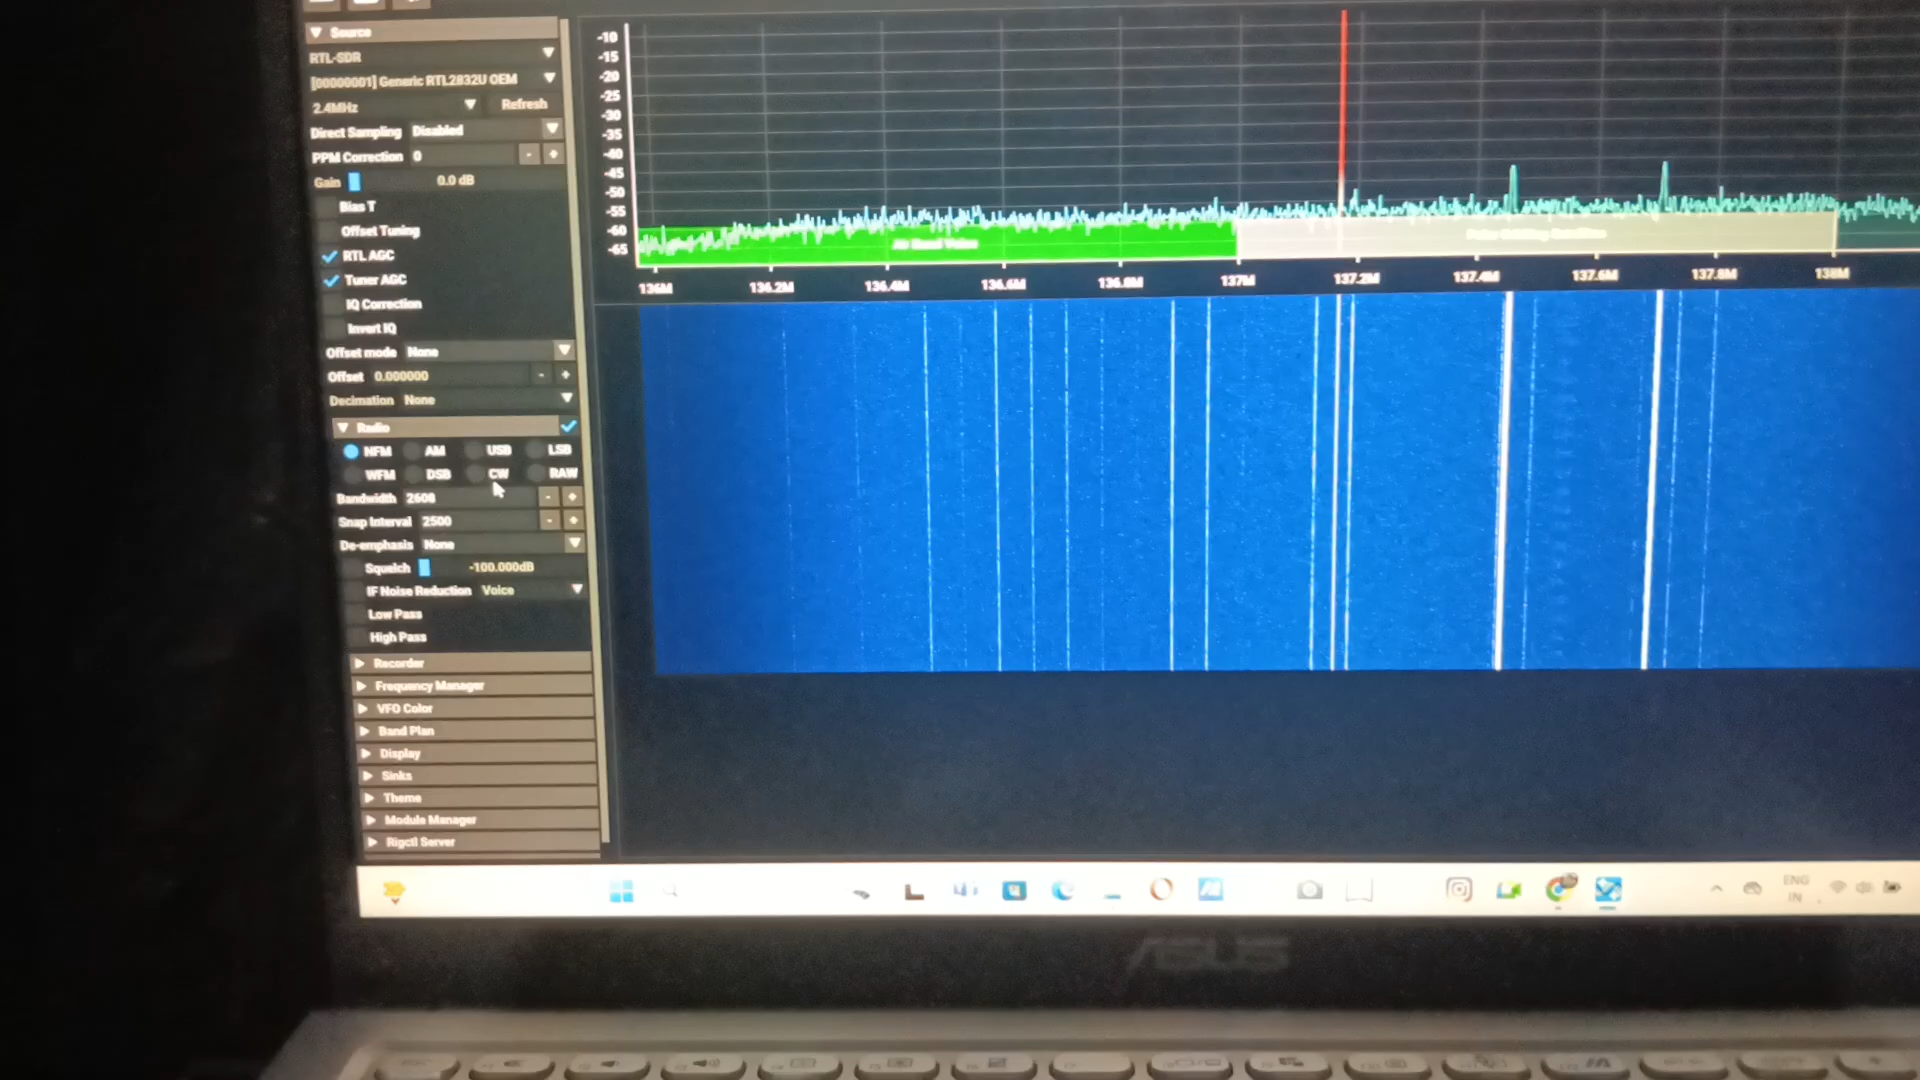 Source
RTL-SDR
[00000001] Generic RTL2832U OEM
2.4MHz Refresh
Direct Sampling Disabled
PPM Correction 0 - +
Gain 0.0 dB
Bias T
Offset Tuning
RTL AGC
Tuner AGC
IQ Correction
Invert IQ
Offset mode None
Offset 0.000000 - +
Decimation None
Radio
NFM AM USB LSB
WFM DSB CW RAW
Bandwidth 2608 - +
Snap Interval 2500 - +
De-emphasis None
Squelch -100.000dB
IF Noise Reduction Voice
Low Pass
High Pass
Recorder
Frequency Manager
VFO Color
Band Plan
Display
Sinks
Theme
Module Manager
Rigctl Server
-10
-15
-20
-25
-30
-35
-40
-45
-50
-55
-60
-65
Air Band Voice
136M 136.2M 136.4M 136.6M 136.8M 137M 137.2M 137.4M 137.6M 137.8M 138M
ENG
IN
ASUS